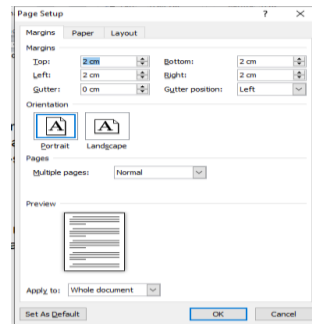 Page Setup ? ×
Margins Paper Layout
Margins
Top: 2 cm Bottom: 2 cm
Left: 2 cm Right: 2 cm
Gutter: 0 cm Gutter position: Left
Orientation
A A
Portrait Landscape
Pages
Multiple pages: Normal
Preview
Apply to: Whole document
Set As Default OK Cancel